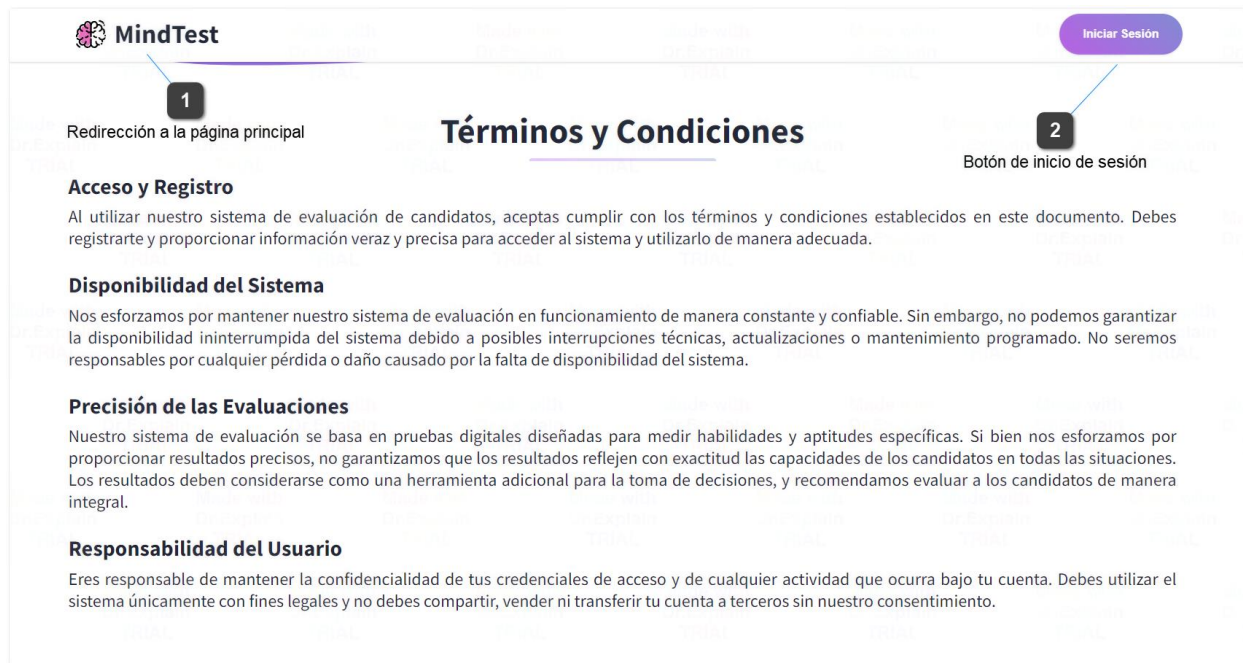 MindTest
Iniciar Sesión
1
Redirección a la página principal
2
Botón de inicio de sesión
Términos y Condiciones
Acceso y Registro
Al utilizar nuestro sistema de evaluación de candidatos, aceptas cumplir con los términos y condiciones establecidos en este documento. Debes
registrarte y proporcionar información veraz y precisa para acceder al sistema y utilizarlo de manera adecuada.
Disponibilidad del Sistema
Nos esforzamos por mantener nuestro sistema de evaluación en funcionamiento de manera constante y confiable. Sin embargo, no podemos garantizar
la disponibilidad ininterrumpida del sistema debido a posibles interrupciones técnicas, actualizaciones o mantenimiento programado. No seremos
responsables por cualquier pérdida o daño causado por la falta de disponibilidad del sistema.
Precisión de las Evaluaciones
Nuestro sistema de evaluación se basa en pruebas digitales diseñadas para medir habilidades y aptitudes específicas. Si bien nos esforzamos por
proporcionar resultados precisos, no garantizamos que los resultados reflejen con exactitud las capacidades de los candidatos en todas las situaciones.
Los resultados deben considerarse como una herramienta adicional para la toma de decisiones, y recomendamos evaluar a los candidatos de manera
integral.
Responsabilidad del Usuario
Eres responsable de mantener la confidencialidad de tus credenciales de acceso y de cualquier actividad que ocurra bajo tu cuenta. Debes utilizar el
sistema únicamente con fines legales y no debes compartir, vender ni transferir tu cuenta a terceros sin nuestro consentimiento.